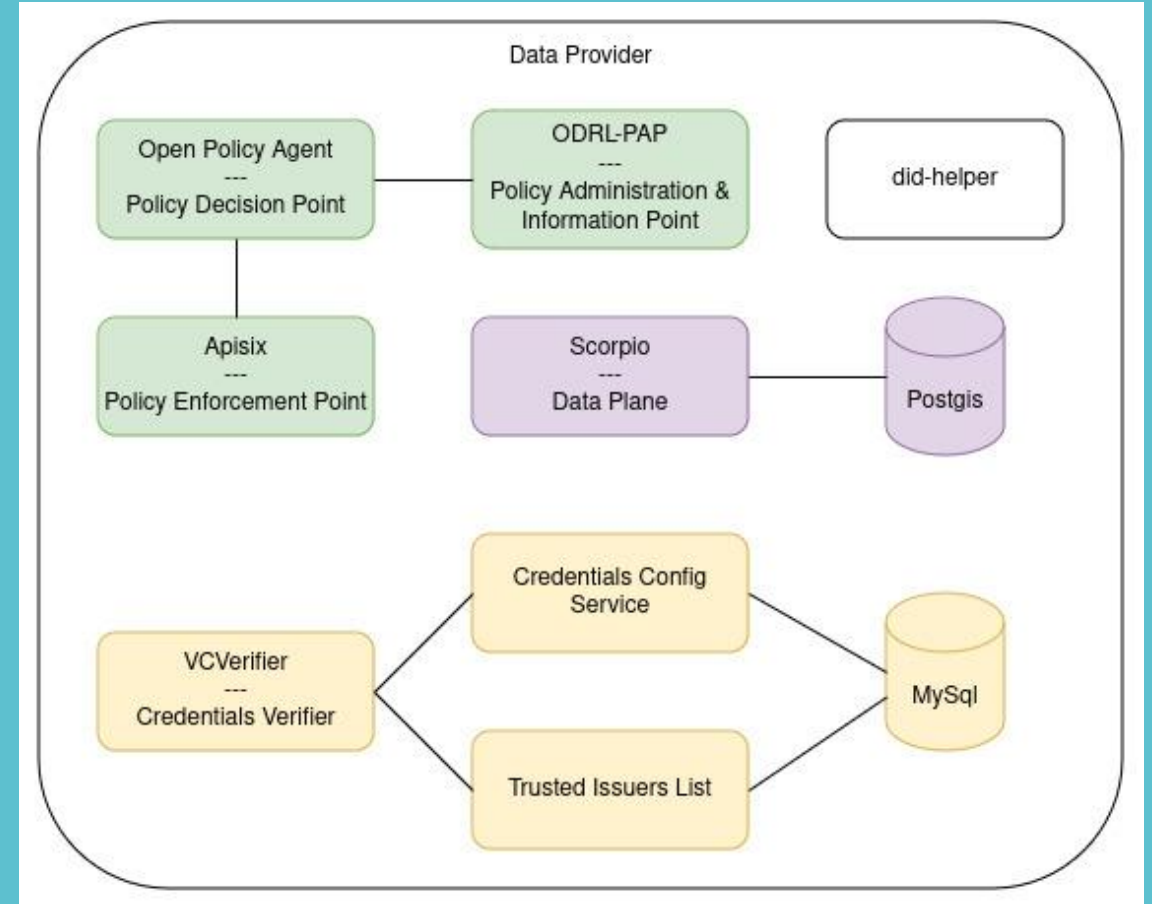 Data Provider
Open Policy Agent
---
Policy Decision Point
ODRL-PAP
---
Policy Administration &
Information Point
did-helper
Apisix
---
Policy Enforcement Point
Scorpio
---
Data Plane
Postgis
Credentials Config
Service
VCVerifier
---
Credentials Verifier
MySql
Trusted Issuers List